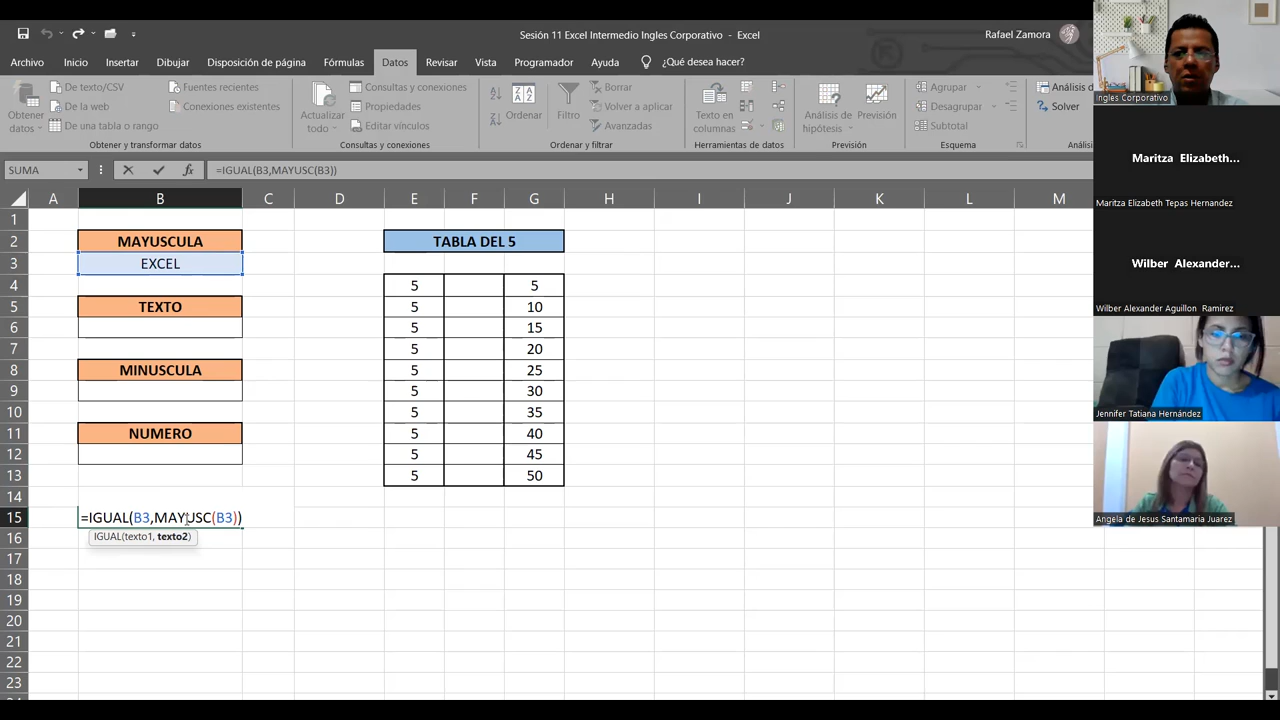 Sesión 11 Excel Intermedio Ingles Corporativo - Excel
Rafael Zamora
Archivo Inicio Insertar Dibujar Disposición de página Fórmulas Datos Revisar Vista Programador Ayuda ¿Qué desea hacer?
De texto/CSV
Fuentes recientes
De la web
Conexiones existentes
De una tabla o rango
Obtener datos
Obtener y transformar datos
Actualizar todo
Consultas y conexiones
Propiedades
Editar vínculos
Consultas y conexiones
Ordenar
Filtro
Borrar
Volver a aplicar
Avanzadas
Ordenar y filtrar
Texto en columnas
Herramientas de datos
Análisis de hipótesis
Previsión
Previsión
Agrupar
Desagrupar
Subtotal
Esquema
Análisis d
Solver
Anális
SUMA
fx
=IGUAL(B3,MAYUSC(B3))
A B C D E F G H I J K L M
1
2 MAYUSCULA TABLA DEL 5
3 EXCEL
4 5 5
5 TEXTO 5 10
6 5 15
7 5 20
8 MINUSCULA 5 25
9 5 30
10 5 35
11 NUMERO 5 40
12 5 45
13 5 50
14
15 =IGUAL(B3,MAYUSC(B3))
16 IGUAL(texto1, texto2)
17
18
19
20
21
22
23
Ingles Corporativo
Maritza Elizabeth...
Maritza Elizabeth Tepas Hernandez
Wilber Alexander...
Wilber Alexander Aguillon Ramirez
Jennifer Tatiana Hernández
Angela de Jesus Santamaria Juarez